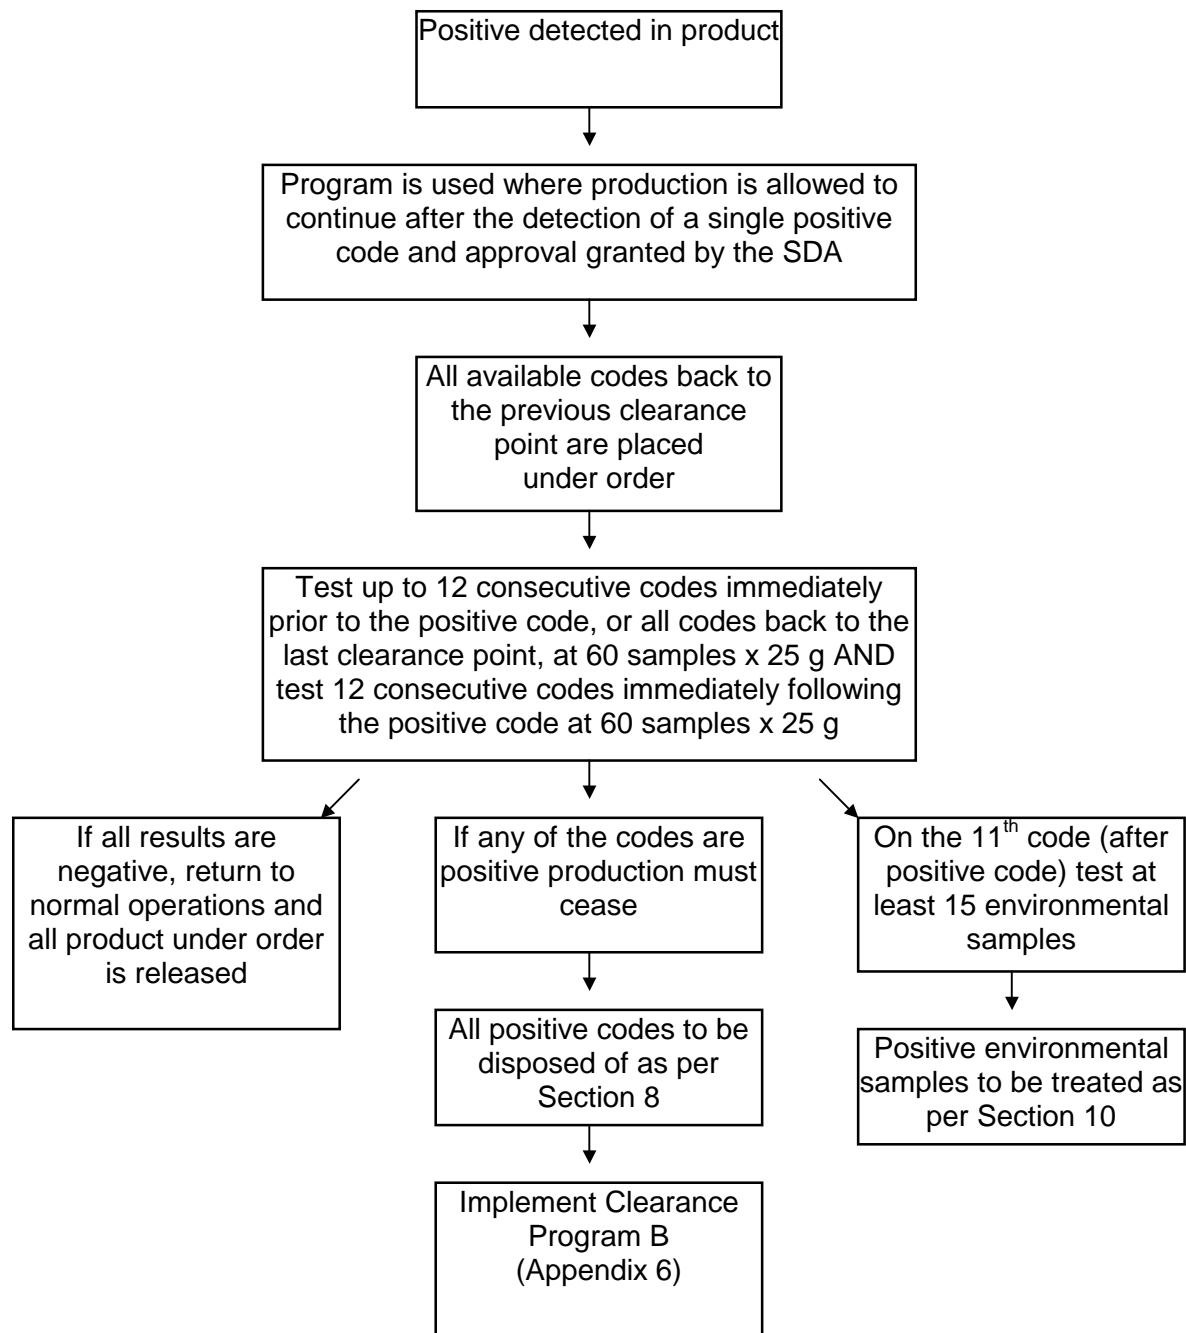 Positive detected in product
Program is used where production is allowed to
continue after the detection of a single positive
code and approval granted by the SDA
All available codes back to
the previous clearance
point are placed
under order
Test up to 12 consecutive codes immediately
prior to the positive code, or all codes back to the
last clearance point, at 60 samples x 25 g AND
test 12 consecutive codes immediately following
the positive code at 60 samples x 25 g
If all results are
negative, return to
normal operations and
all product under order
is released
If any of the codes are
positive production must
cease
On the 11th code (after
positive code) test at
least 15 environmental
samples
All positive codes to be
disposed of as per
Section 8
Positive environmental
samples to be treated as
per Section 10
Implement Clearance
Program B
(Appendix 6)